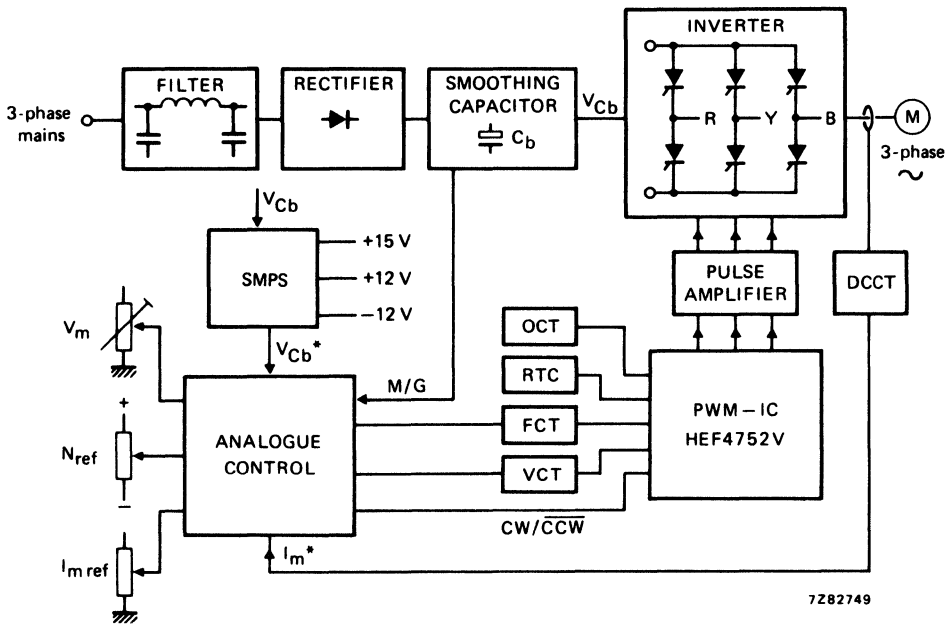 INVERTER
FILTER
RECTIFIER
SMOOTHING
CAPACITOR
C_b
V_Cb
3-phase
mains
R
Y
B
M
3-phase
~
V_Cb
SMPS
+15 V
+12 V
−12 V
V_Cb*
PULSE
AMPLIFIER
DCCT
V_m
OCT
RTC
FCT
VCT
PWM – IC
HEF4752V
M/G
ANALOGUE
CONTROL
+
N_ref
−
I_m ref
CW/C̅C̅W̅
I_m*
7Z82749